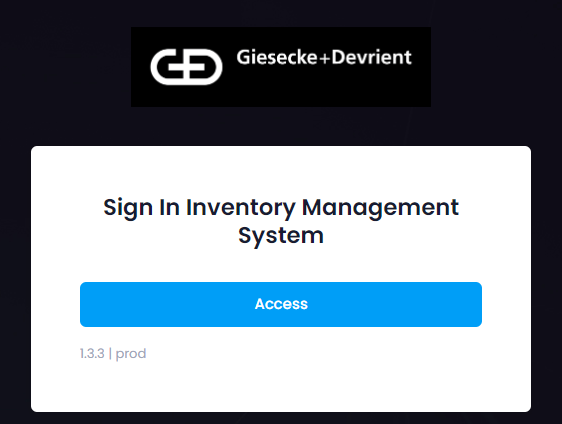 Giesecke+Devrient
Sign In Inventory Management
System
Access
1.3.3 | prod